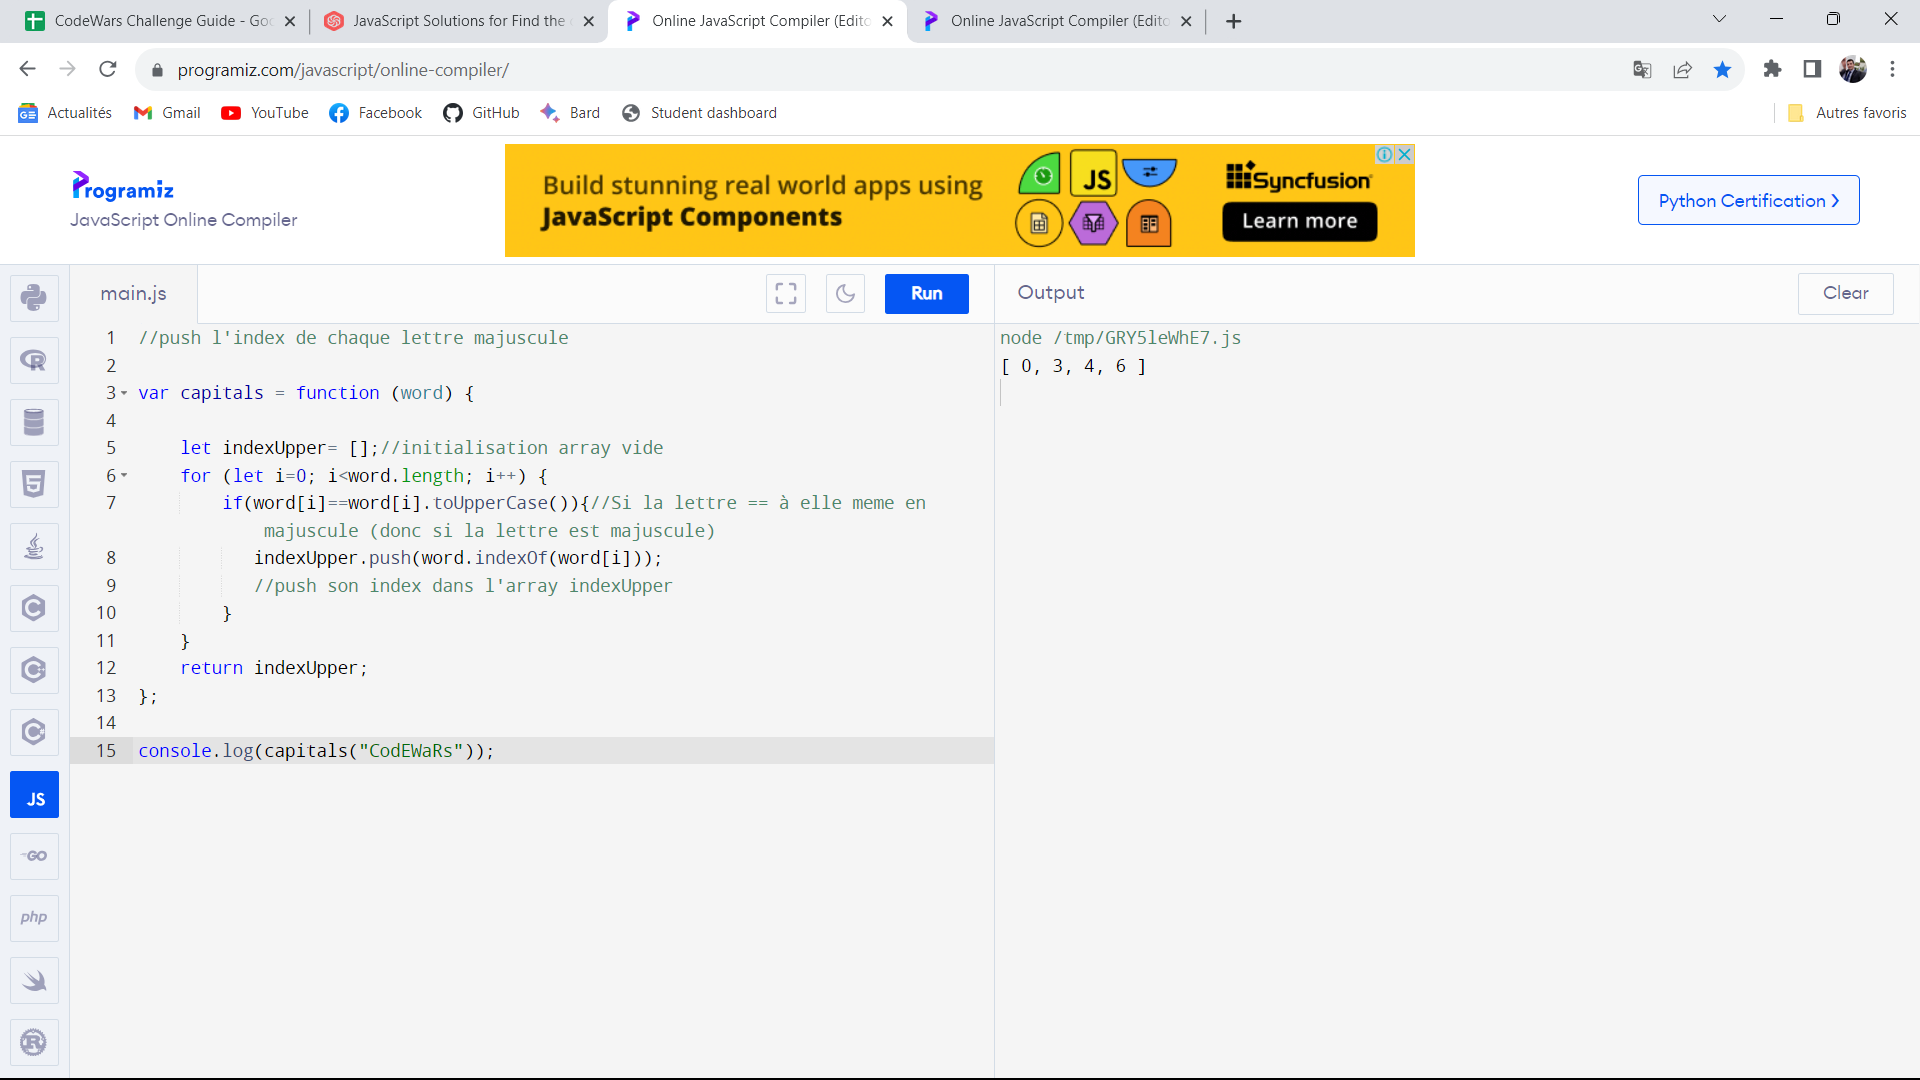 CodeWars Challenge Guide - Goo
JavaScript Solutions for Find the
Online JavaScript Compiler (Edito
Online JavaScript Compiler (Edito
programiz.com/javascript/online-compiler/
Actualités
Gmail
YouTube
Facebook
GitHub
Bard
Student dashboard
Autres favoris
Programiz
JavaScript Online Compiler
Build stunning real world apps using
JavaScript Components
JS
Syncfusion
Learn more
Python Certification
main.js
Run
Output
Clear
1 //push l'index de chaque lettre majuscule
2
3 var capitals = function (word) {
4
5 let indexUpper= [];//initialisation array vide
6 for (let i=0; i<word.length; i++) {
7 if(word[i]==word[i].toUpperCase()){//Si la lettre == à elle meme en
majuscule (donc si la lettre est majuscule)
8 indexUpper.push(word.indexOf(word[i]));
9 //push son index dans l'array indexUpper
10 }
11 }
12 return indexUpper;
13 };
14
15 console.log(capitals("CodEWaRs"));
node /tmp/GRY5leWhE7.js
[ 0, 3, 4, 6 ]
JS
GO
php